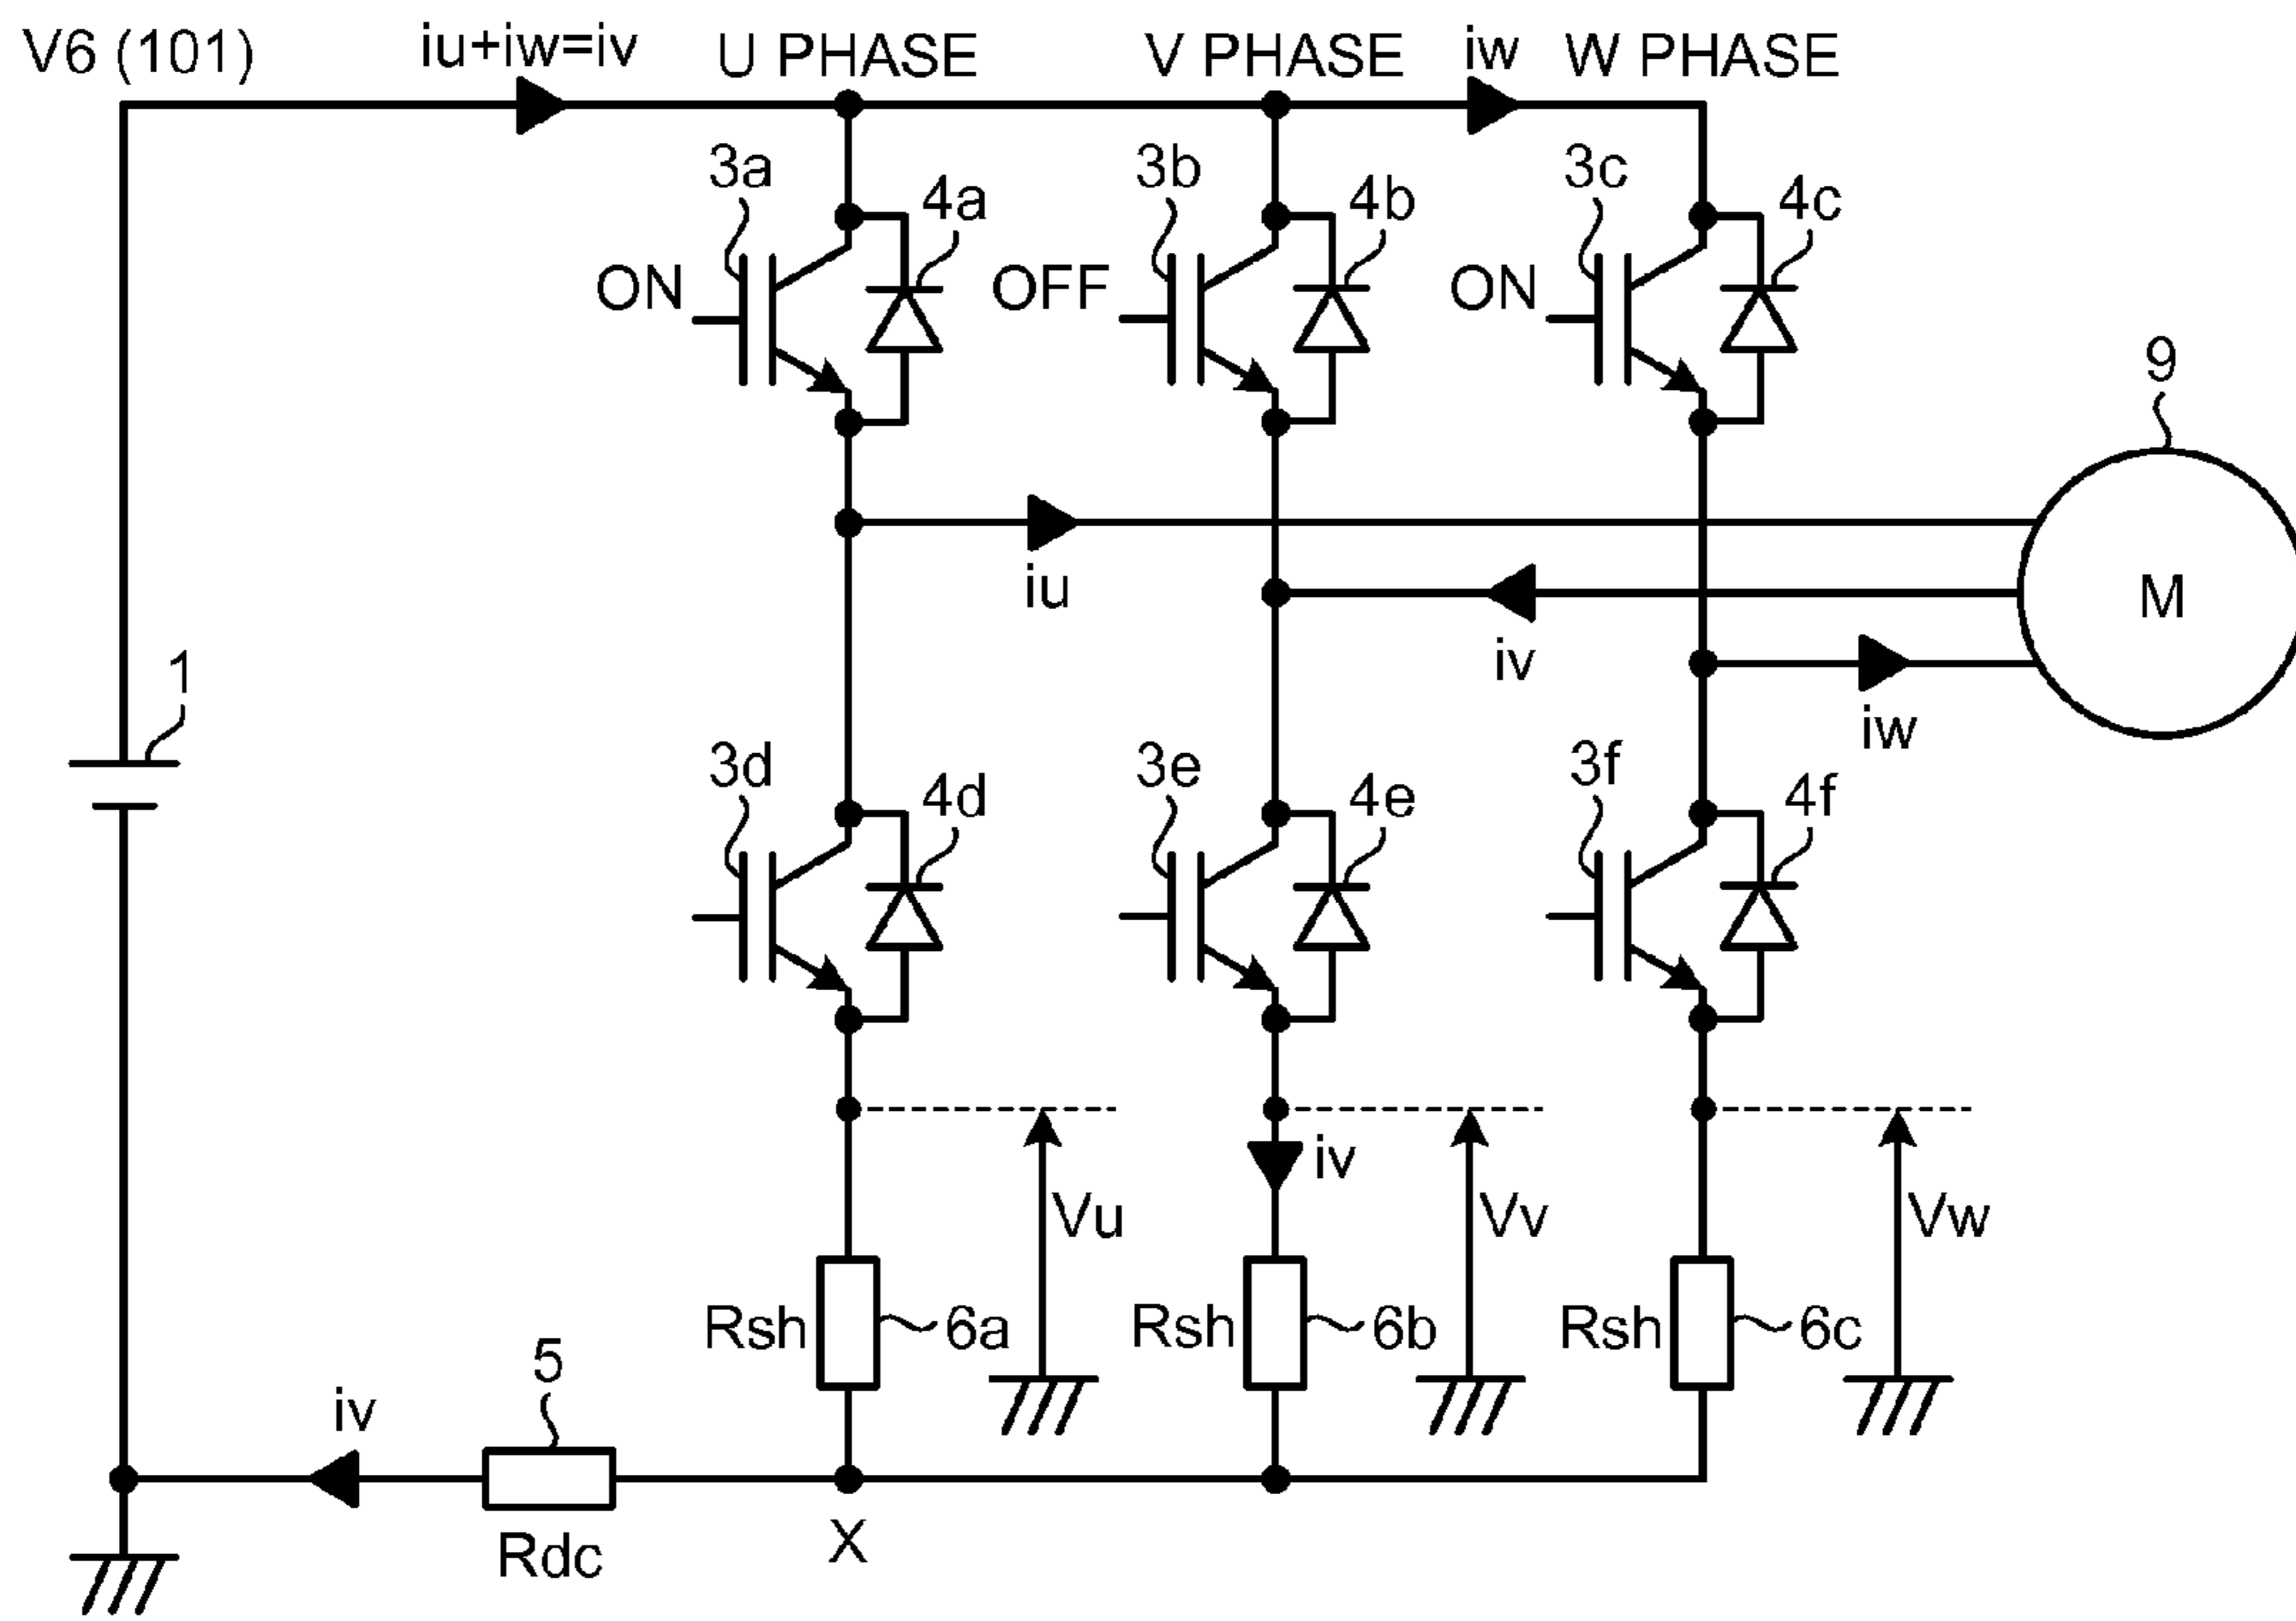 V6 (101)
iu+iw=iv
U PHASE
V PHASE
iw
W PHASE
3a
4a
3b
4b
3c
4c
ON
OFF
ON
9
M
iu
iv
iw
1
3d
4d
3e
4e
3f
4f
iv
Vu
Vv
Vw
Rsh
6a
Rsh
6b
Rsh
6c
5
iv
Rdc
X